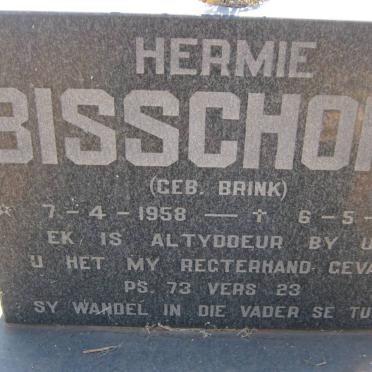 HERMIE
BISSCHO
(GEB. BRINK)
7-4-1958 — † 6-5-
EK IS ALTYDDEUR BY U
U HET MY REGTERHAND GEVA
PS. 73 VERS 23
SY WANDEL IN DIE VADER SE TU